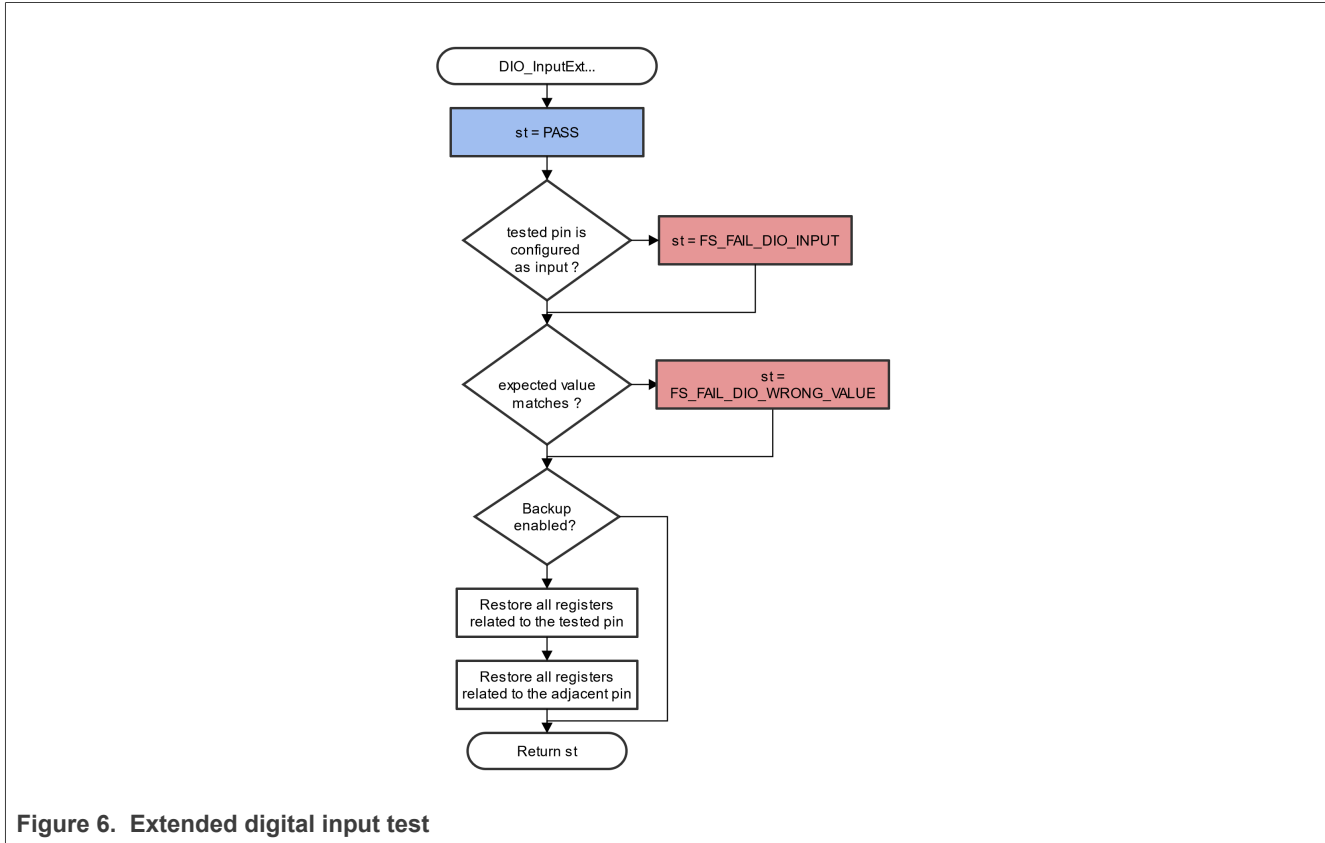 DIO_InputExt...
st = PASS
tested pin is
configured
as input ?
st = FS_FAIL_DIO_INPUT
expected value
matches ?
st =
FS_FAIL_DIO_WRONG_VALUE
Backup
enabled?
Restore all registers
related to the tested pin
Restore all registers
related to the adjacent pin
Return st
Figure 6. Extended digital input test